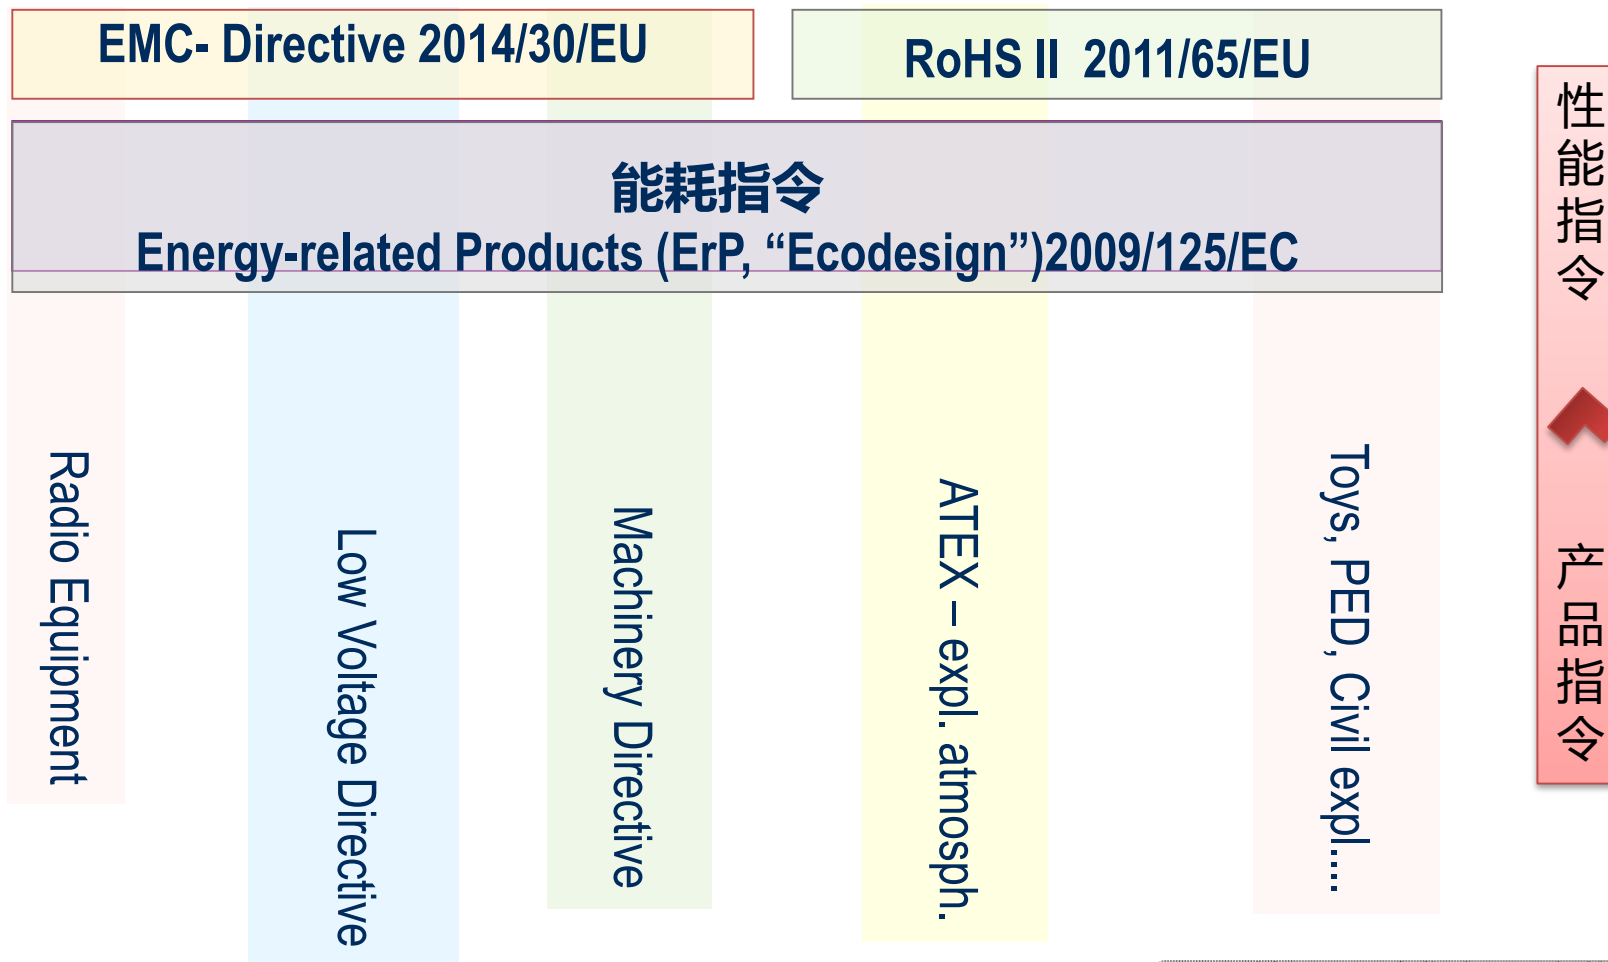 EMC- Directive 2014/30/EU
RoHS II 2011/65/EU
能耗指令
Energy-related Products (ErP, “Ecodesign”)2009/125/EC
Radio Equipment
Low Voltage Directive
Machinery Directive
ATEX – expl. atmosph.
Toys, PED, Civil expl.....
性能指令
产品指令